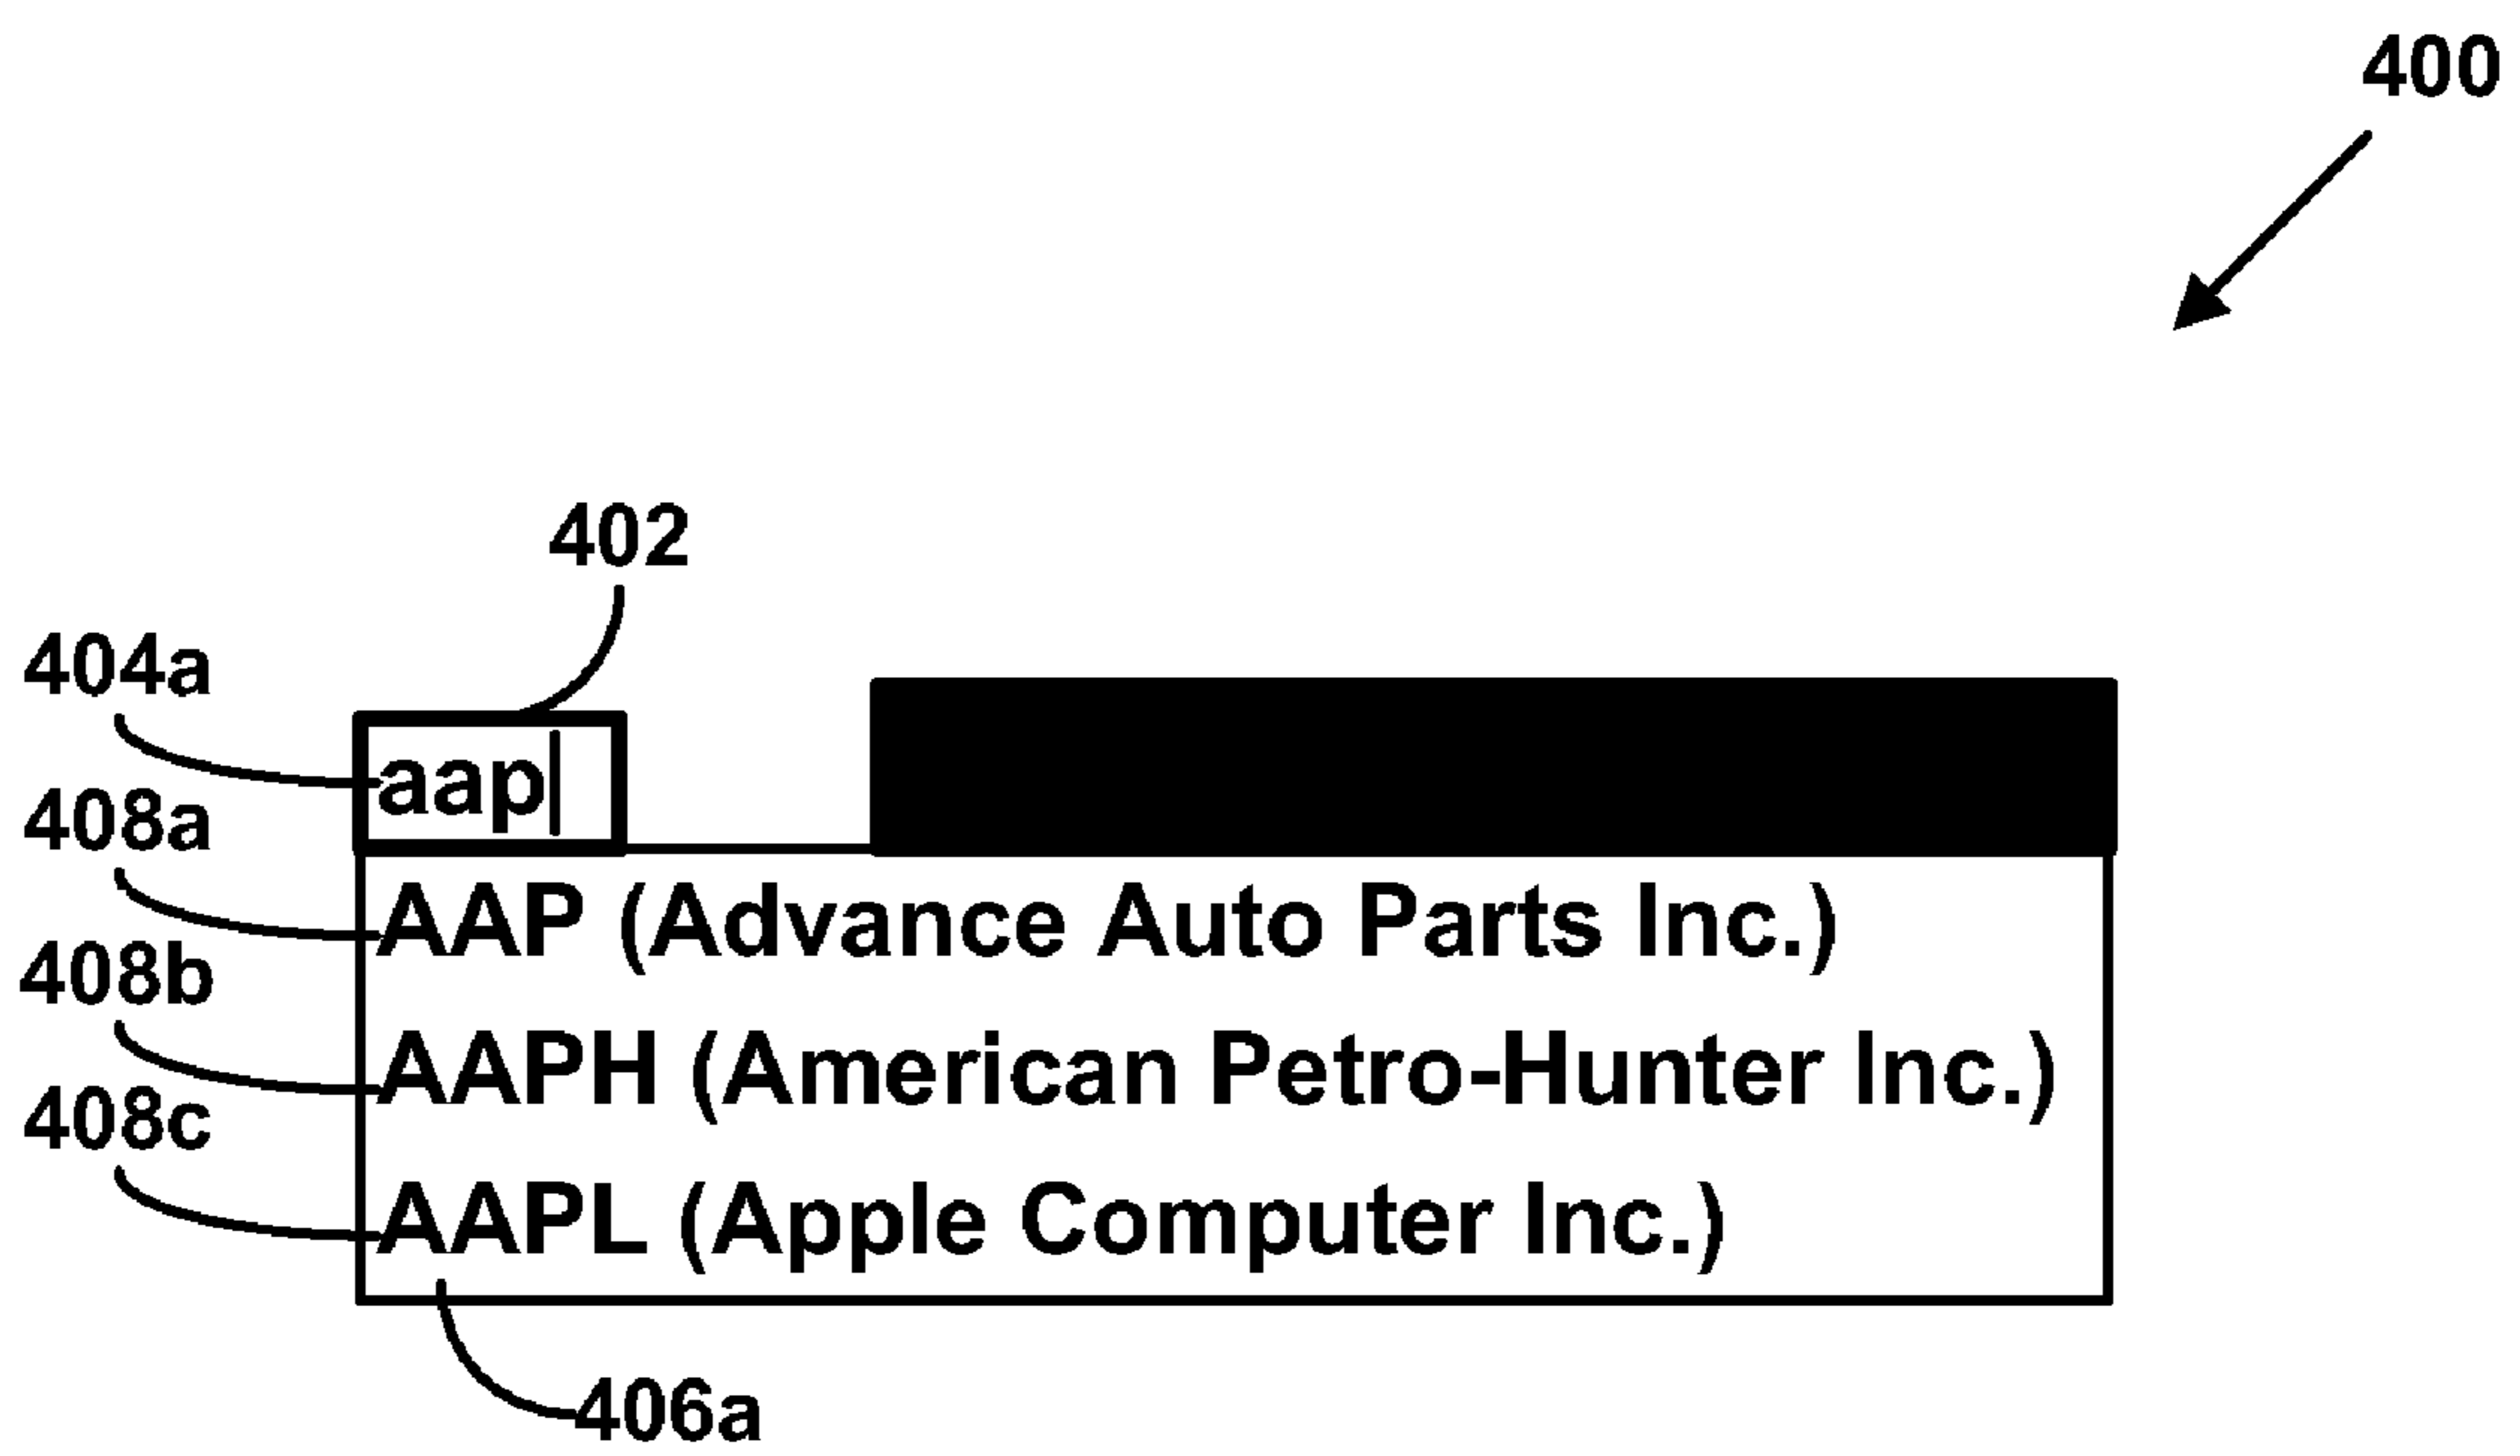 400
402
404a
aap
408a
AAP (Advance Auto Parts Inc.)
408b
AAPH (American Petro-Hunter Inc.)
408c
AAPL (Apple Computer Inc.)
406a